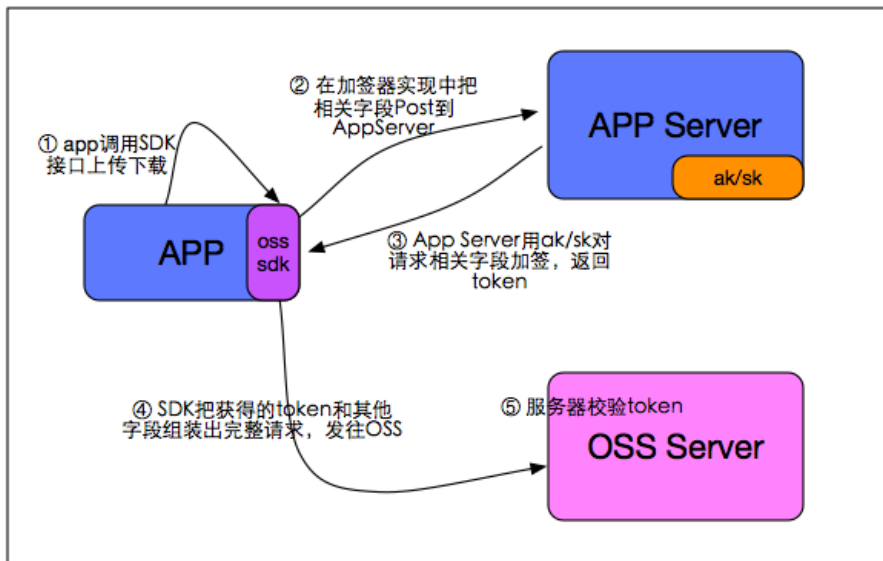 ① app调用SDK
接口上传下载
② 在加签器实现中把
相关字段Post到
AppServer
APP Server
ak/sk
APP
oss
sdk
③ App Server用ak/sk对
请求相关字段加签，返回
token
④ SDK把获得的token和其他
字段组装出完整请求，发往OSS
⑤ 服务器校验token
OSS Server